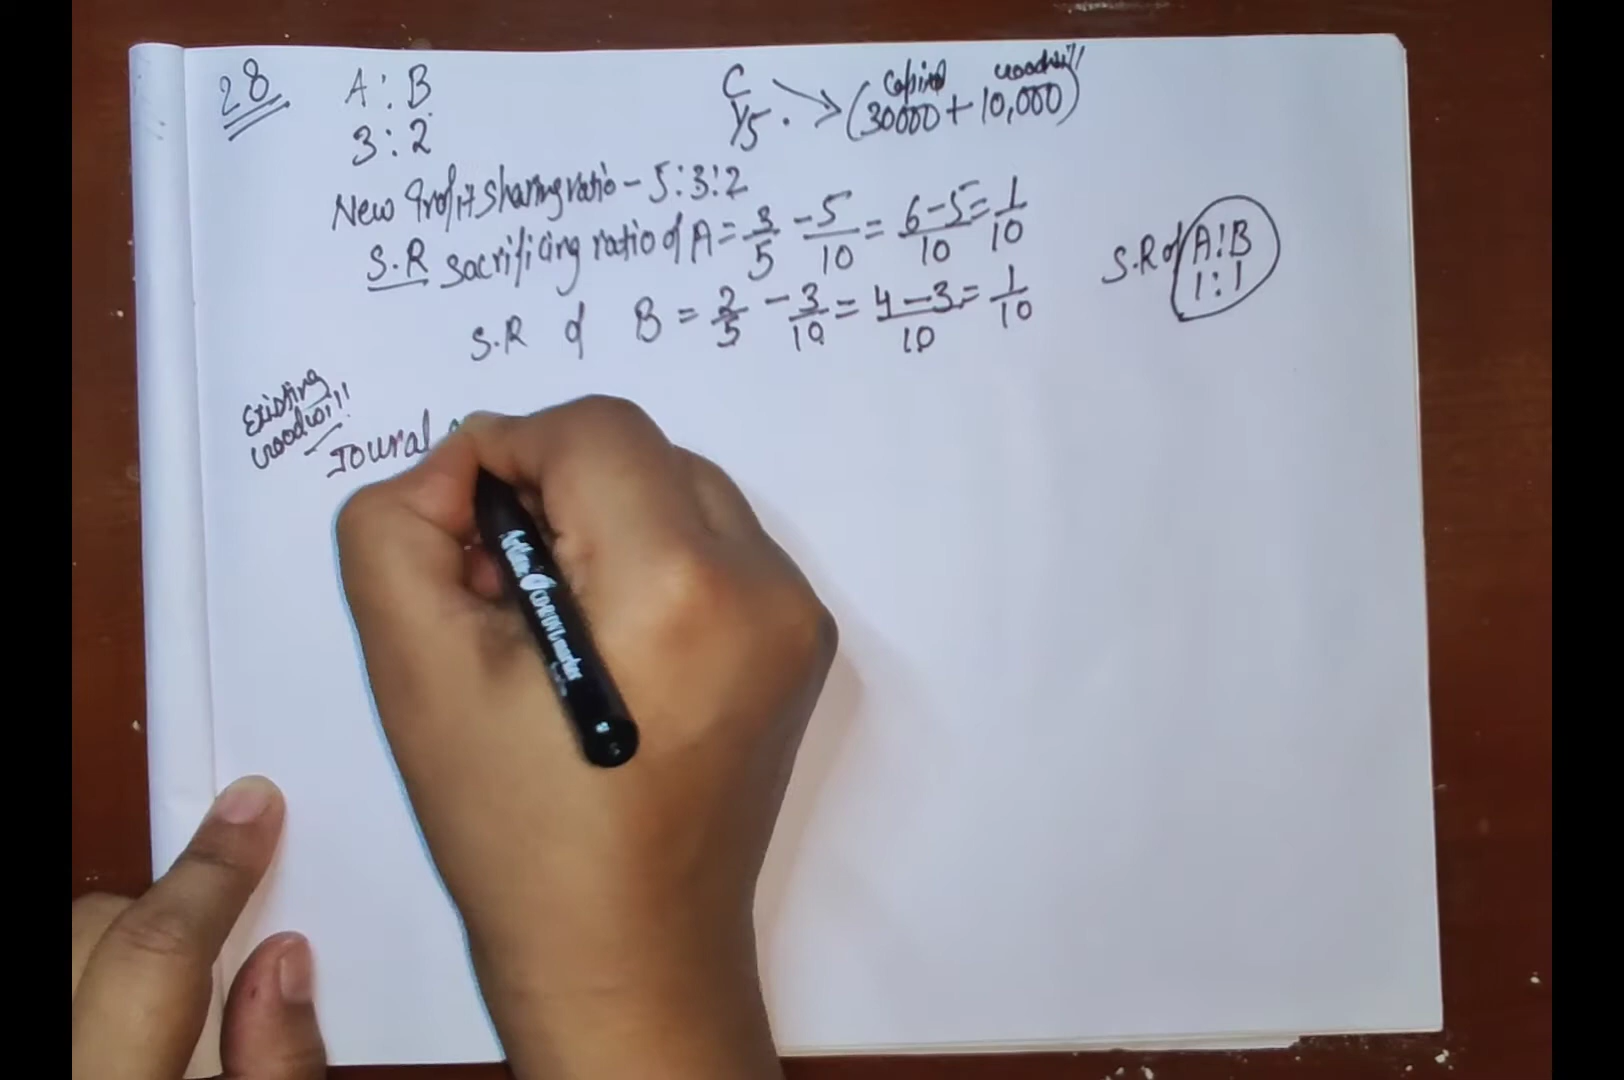 28
A : B
3 : 2
C
1/5 . (30000 + 10,000)
Capital Goodwill
New Profit Sharing ratio - 5:3:2
S.R Sacrificing ratio of A = 3/5 - 5/10 = 6-5/10 = 1/10
S.R of B = 2/5 - 3/10 = 4-3/10 = 1/10
S.R of A:B
1:1
Existing
Goodwill
Joural
Artline